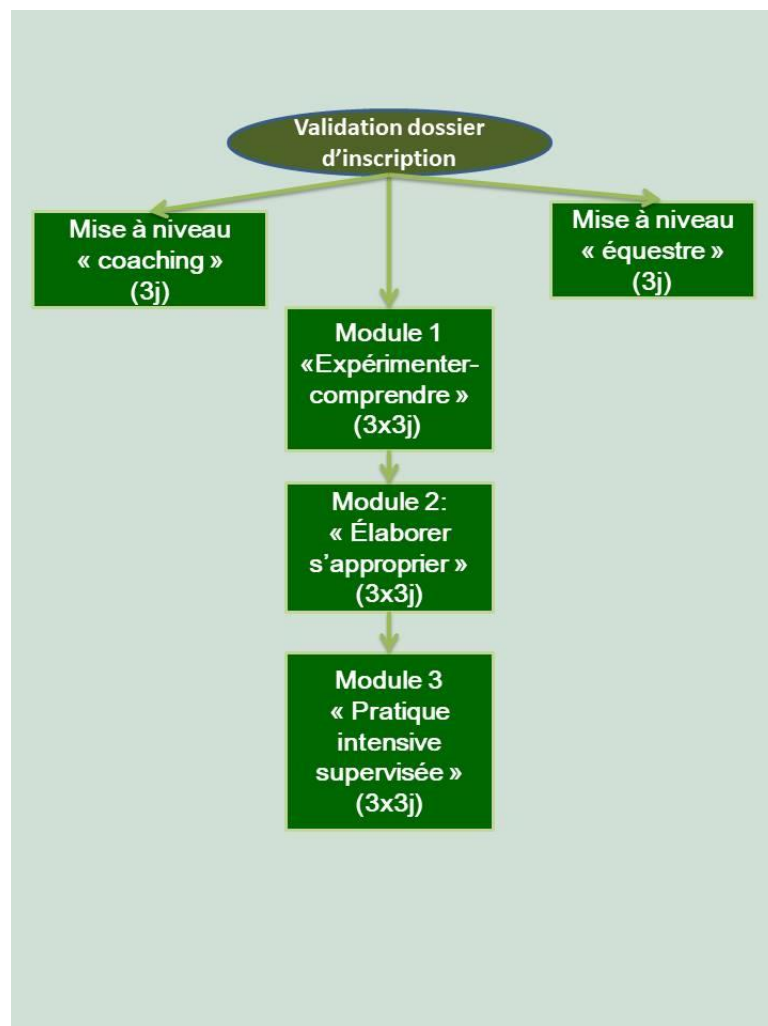 Validation dossier
d'inscription
Mise à niveau
« coaching »
(3j)
Mise à niveau
« équestre »
(3j)
Module 1
«Expérimenter-
comprendre »
(3x3j)
Module 2:
« Élaborer
s'approprier »
(3x3j)
Module 3
« Pratique
intensive
supervisée »
(3x3j)